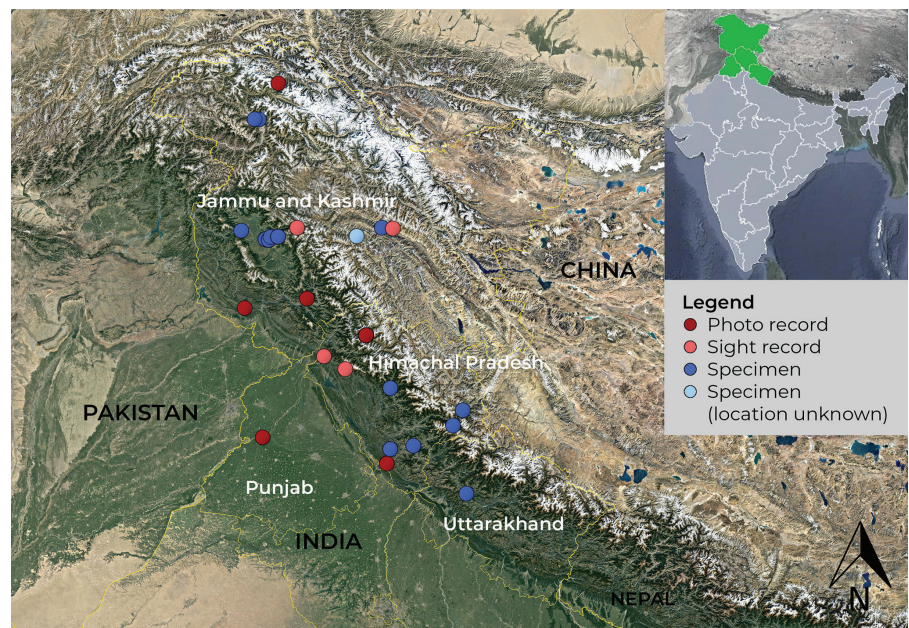 Jammu and Kashmir
CHINA
Himachal Pradesh
PAKISTAN
Punjab
Uttarakhand
INDIA
NEPAL
N
Legend
Photo record
Sight record
Specimen
Specimen
(location unknown)